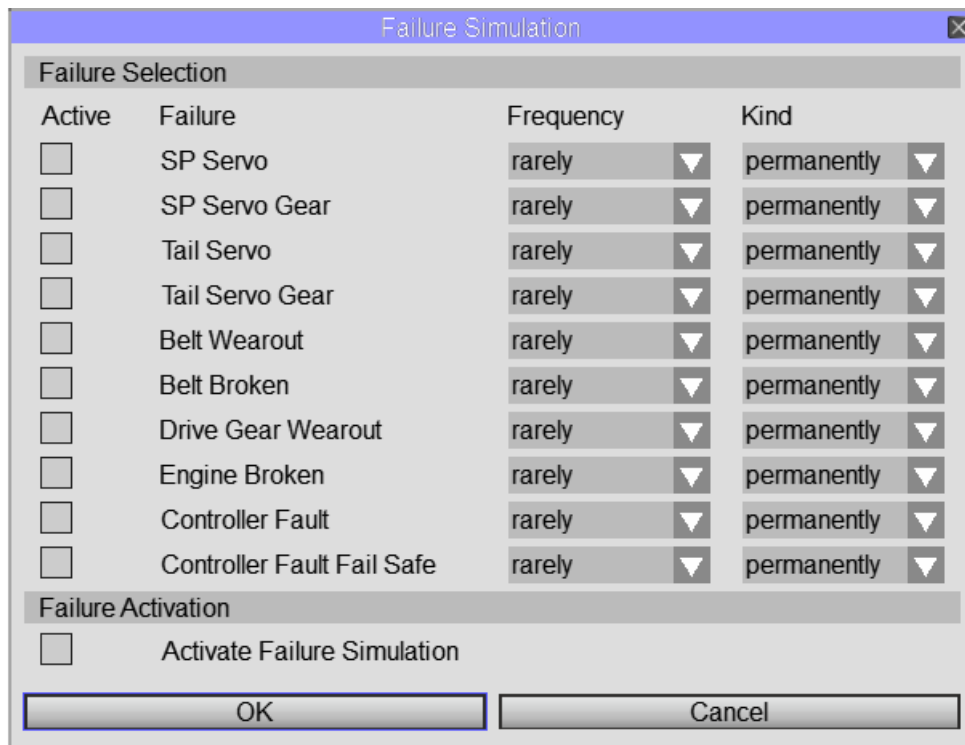 Failure Simulation
Failure Selection
Active Failure Frequency Kind
SP Servo rarely permanently
SP Servo Gear rarely permanently
Tail Servo rarely permanently
Tail Servo Gear rarely permanently
Belt Wearout rarely permanently
Belt Broken rarely permanently
Drive Gear Wearout rarely permanently
Engine Broken rarely permanently
Controller Fault rarely permanently
Controller Fault Fail Safe rarely permanently
Failure Activation
Activate Failure Simulation
OK Cancel